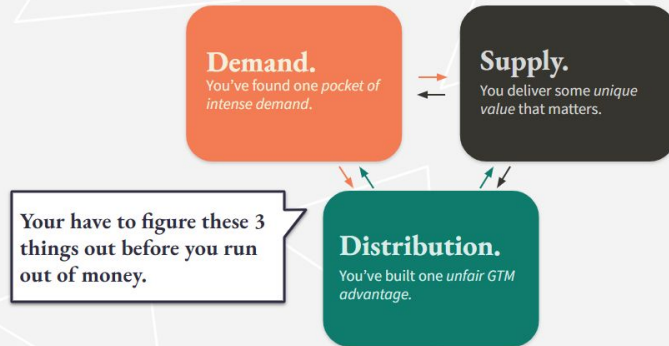 Demand.
You've found one pocket of
intense demand.
Supply.
You deliver some unique
value that matters.
Your have to figure these 3
things out before you run
out of money.
Distribution.
You've built one unfair GTM
advantage.